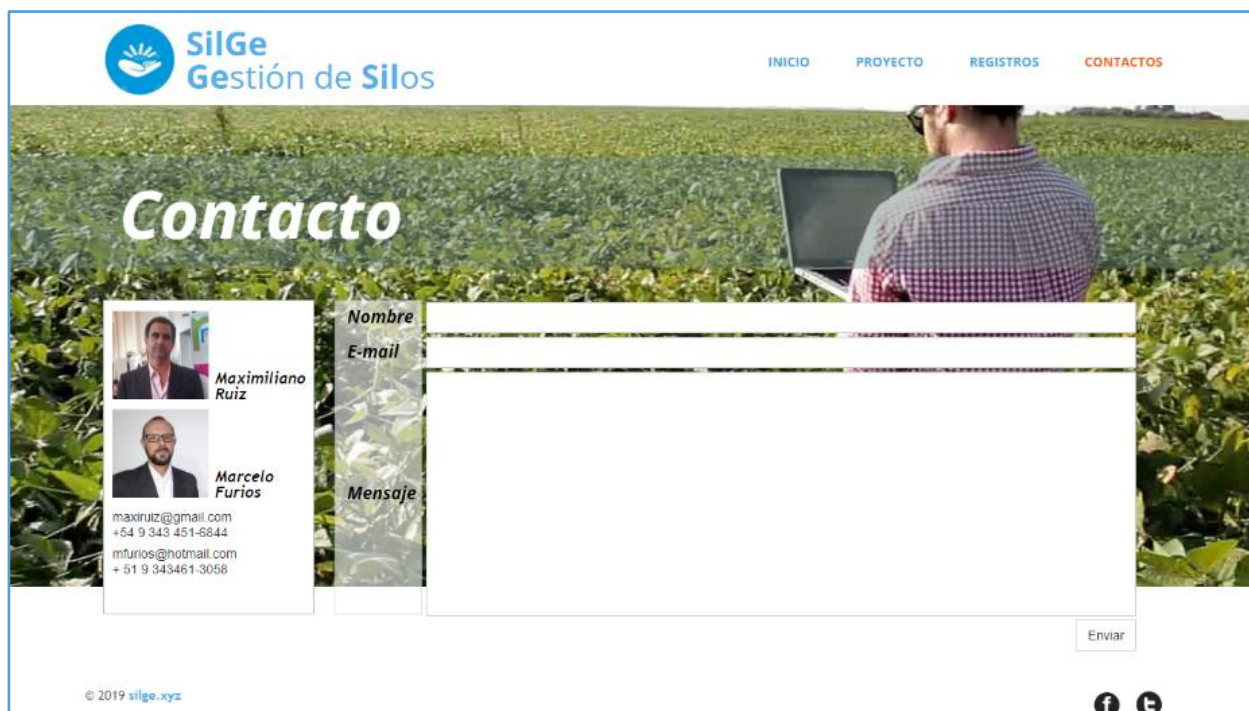 SilGe
Gestión de Silos
INICIO PROYECTO REGISTROS CONTACTOS
Contacto
Maximiliano
Ruiz
Marcelo
Furios
maxiruiz@gmail.com
+54 9 343 451-6844
mfurios@hotmail.com
+ 51 9 343461-3058
Nombre
E-mail
Mensaje
Enviar
© 2019 silge.xyz